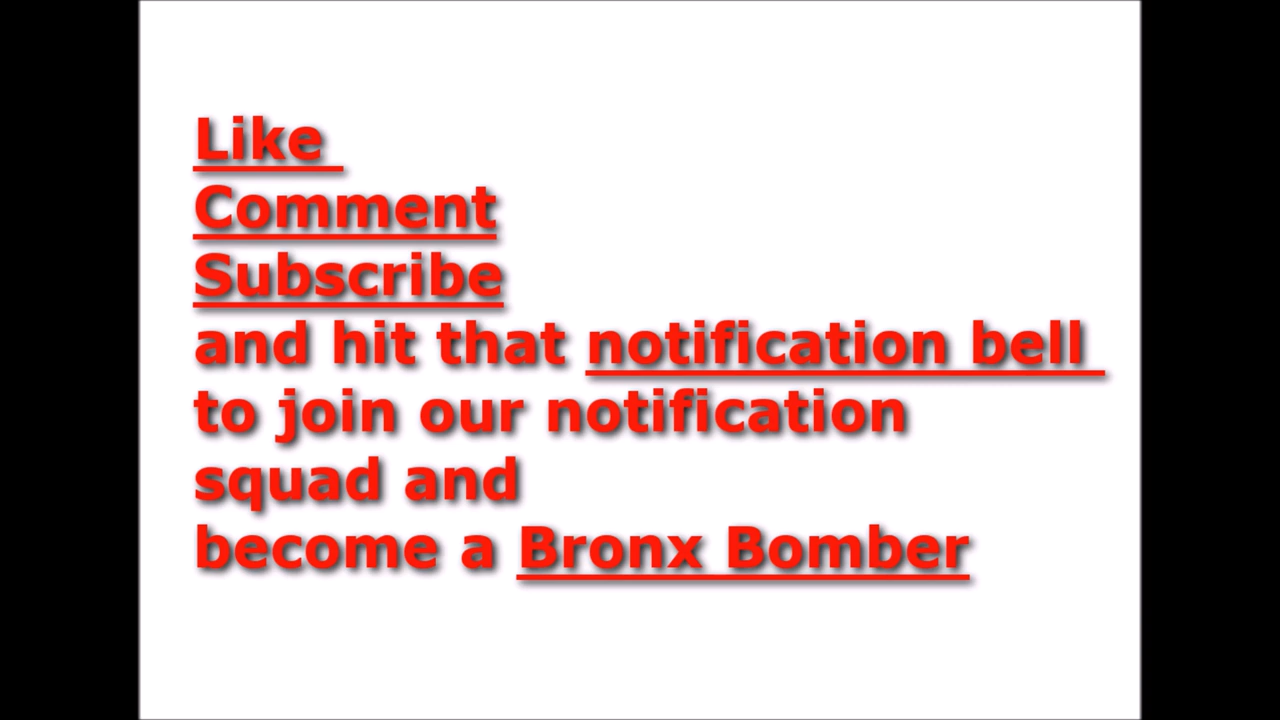 Like
Comment
Subscribe
and hit that notification bell
to join our notification
squad and
become a Bronx Bomber